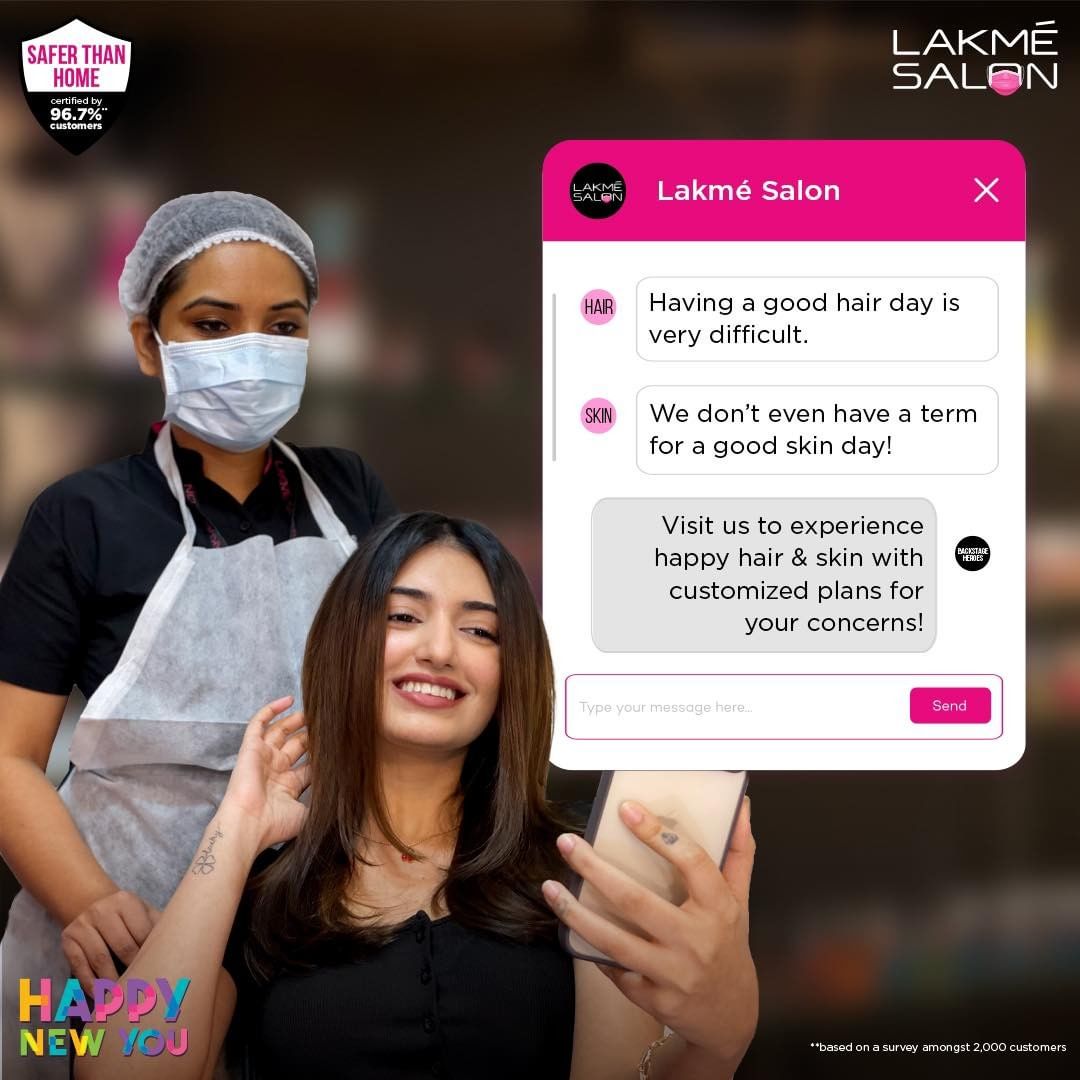 SAFER THAN
HOME
certified by
96.7%**
customers
LAKMÉ
SALON
LAKMÉ
SALON
Lakmé Salon
HAIR
Having a good hair day is
very difficult.
SKIN
We don’t even have a term
for a good skin day!
Visit us to experience
happy hair & skin with
customized plans for
your concerns!
BACKSTAGE
HEROES
Type your message here...
Send
HAPPY
NEW YOU
**based on a survey amongst 2,000 customers